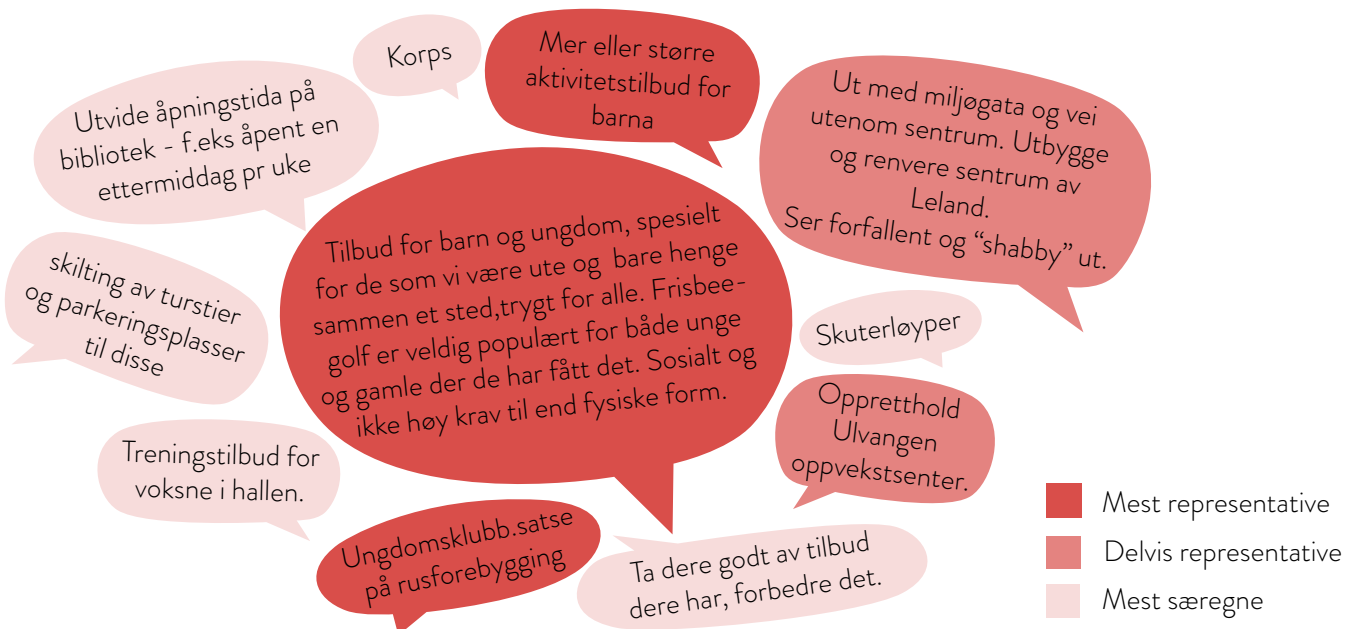 Korps
Mer eller større
aktivitetstilbud for
barna
Utvide åpningstida på
bibliotek - f.eks åpent en
ettermiddag pr uke
Ut med miljøgata og vei
utenom sentrum. Utbygge
og renvere sentrum av
Leland.
Ser forfallent og “shabby” ut.
Tilbud for barn og ungdom, spesielt
for de som vi være ute og bare henge
sammen et sted,trygt for alle. Frisbee-
golf er veldig populært for både unge
og gamle der de har fått det. Sosialt og
ikke høy krav til end fysiske form.
skilting av turstier
og parkeringsplasser
til disse
Skuterløyper
Oppretthold
Ulvangen
oppvekstsenter.
Treningstilbud for
voksne i hallen.
Ungdomsklubb.satse
på rusforebygging
Ta dere godt av tilbud
dere har, forbedre det.
Mest representative
Delvis representative
Mest særegne